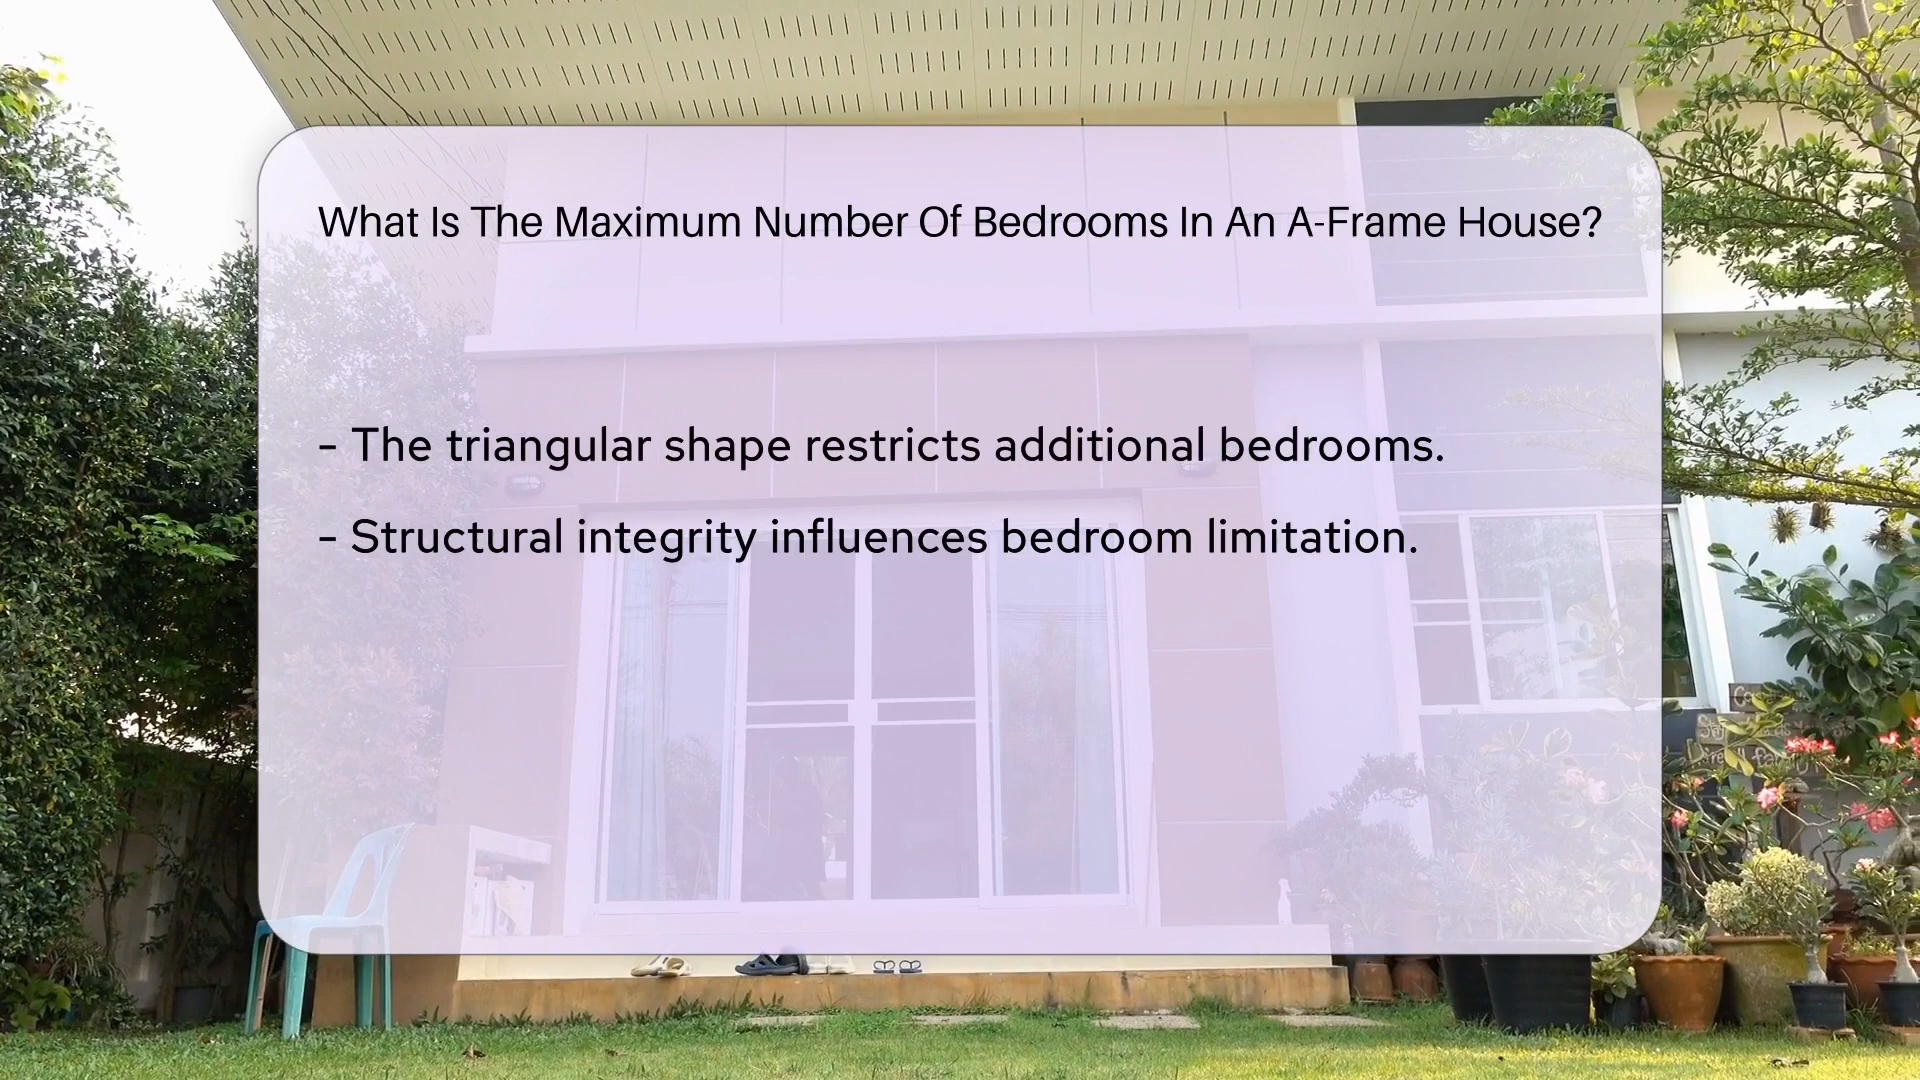 What Is The Maximum Number Of Bedrooms In An A-Frame House?
- The triangular shape restricts additional bedrooms.
- Structural integrity influences bedroom limitation.